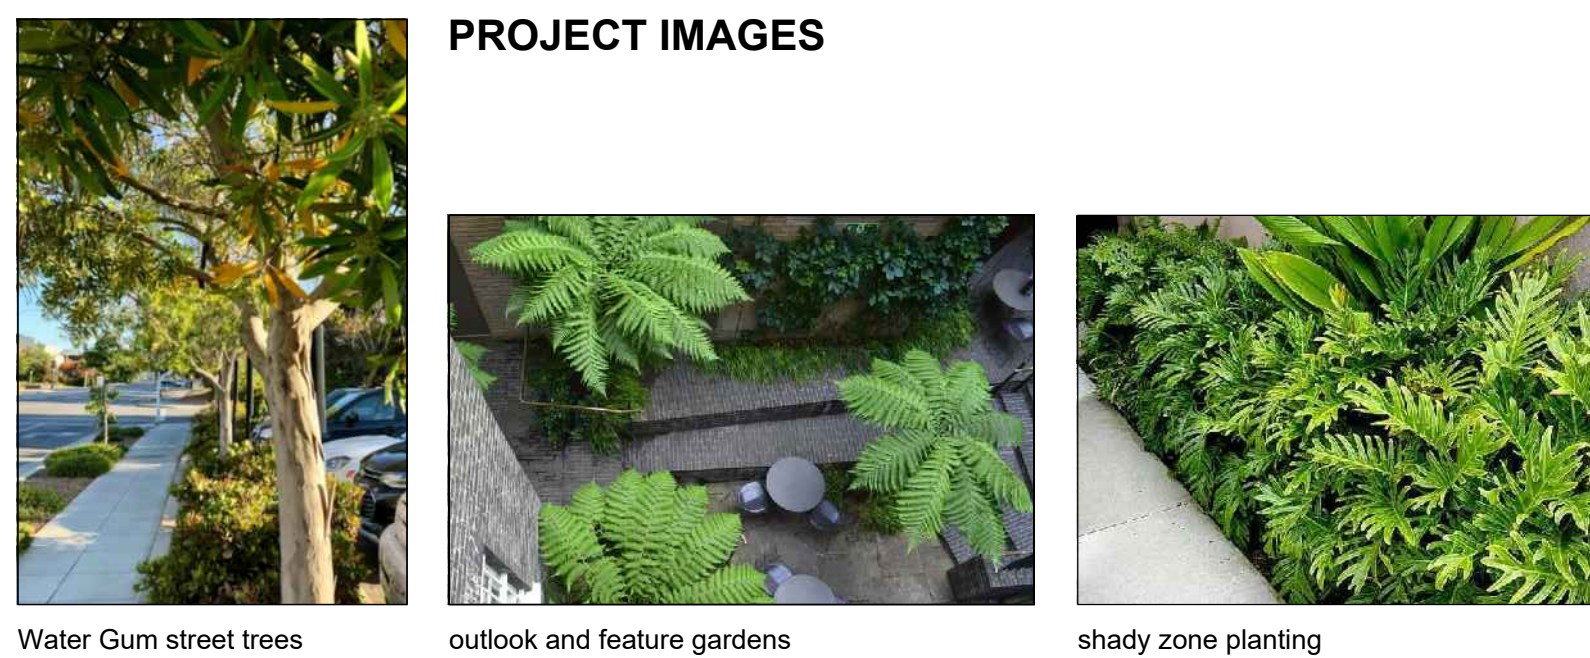 PROJECT IMAGES
Water Gum street trees
outlook and feature gardens
shady zone planting